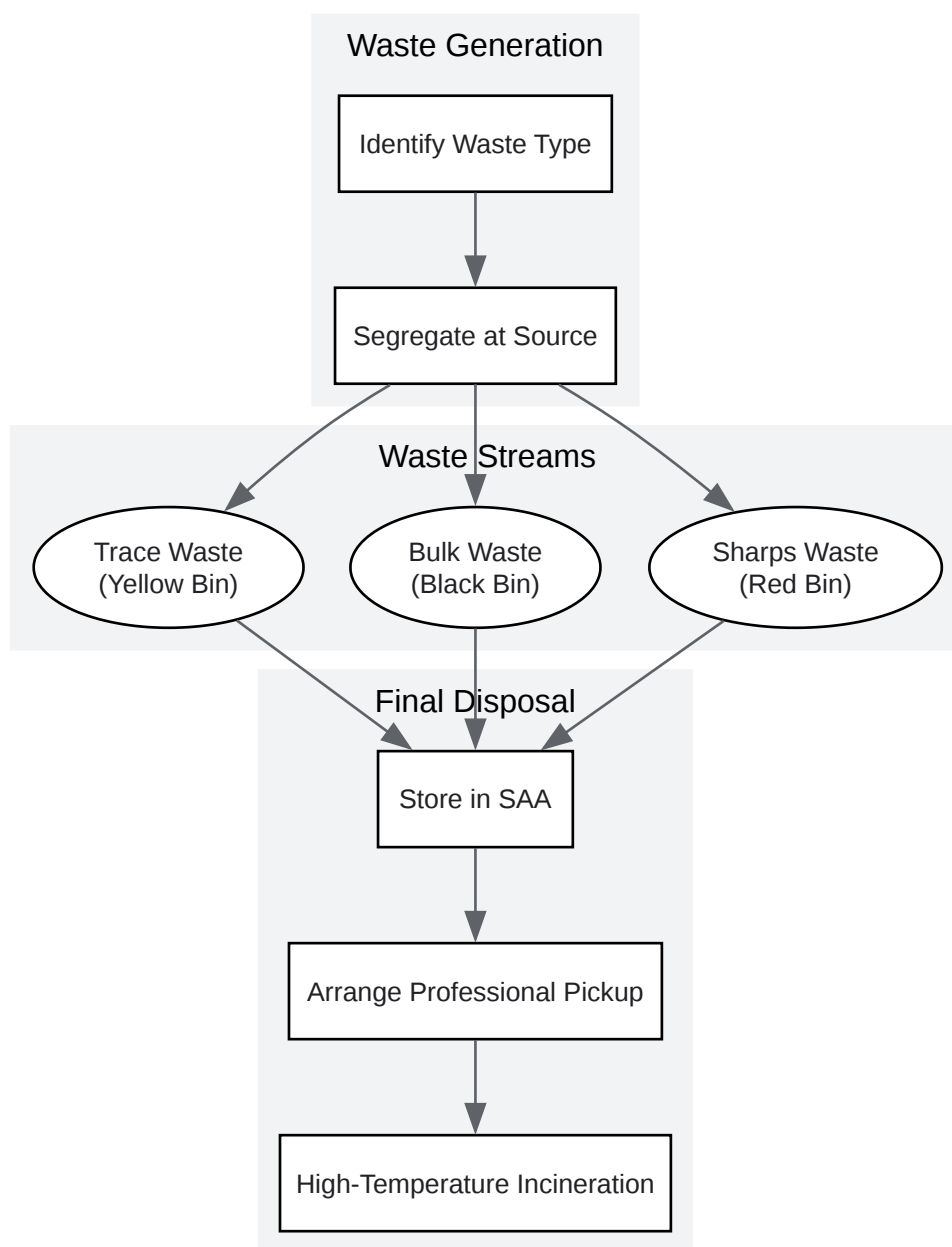 Waste Generation
Identify Waste Type
Segregate at Source
Waste Streams
Trace Waste
(Yellow Bin)
Bulk Waste
(Black Bin)
Sharps Waste
(Red Bin)
Final Disposal
Store in SAA
Arrange Professional Pickup
High-Temperature Incineration